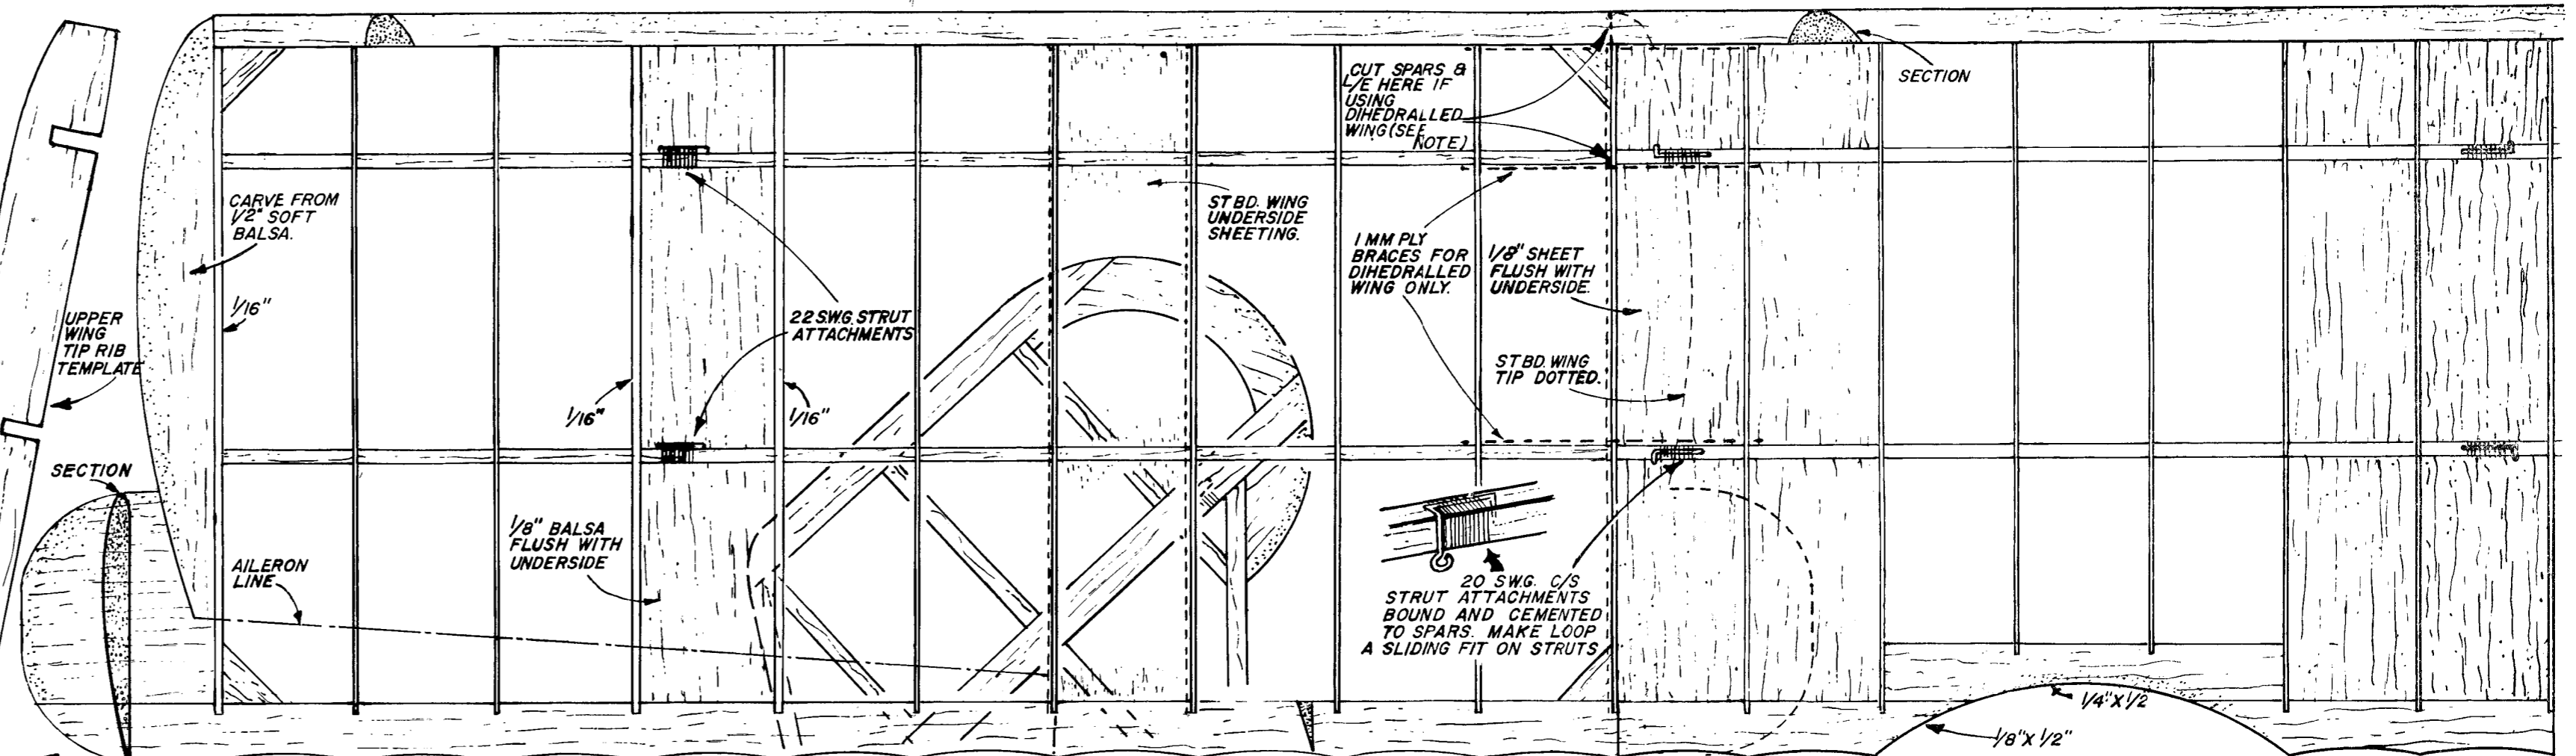 UPPER
WING
TIP RIB
TEMPLATE
SECTION
CARVE FROM
1/2" SOFT
BALSA.
1/16"
AILERON
LINE
1/8" BALSA
FLUSH WITH
UNDERSIDE
1/16"
22 SWG. STRUT
ATTACHMENTS
1/16"
STBD. WING
UNDERSIDE
SHEETING.
CUT SPARS &
L/E HERE IF
USING
DIHEDRALLED
WING (SEE
NOTE)
1 MM PLY
BRACES FOR
DIHEDRALLED
WING ONLY.
1/8" SHEET
FLUSH WITH
UNDERSIDE.
STBD. WING
TIP DOTTED.
20 SWG. C/S
STRUT ATTACHMENTS
BOUND AND CEMENTED
TO SPARS. MAKE LOOP
A SLIDING FIT ON STRUTS
SECTION
1/4" X 1/2
1/8" X 1/2"